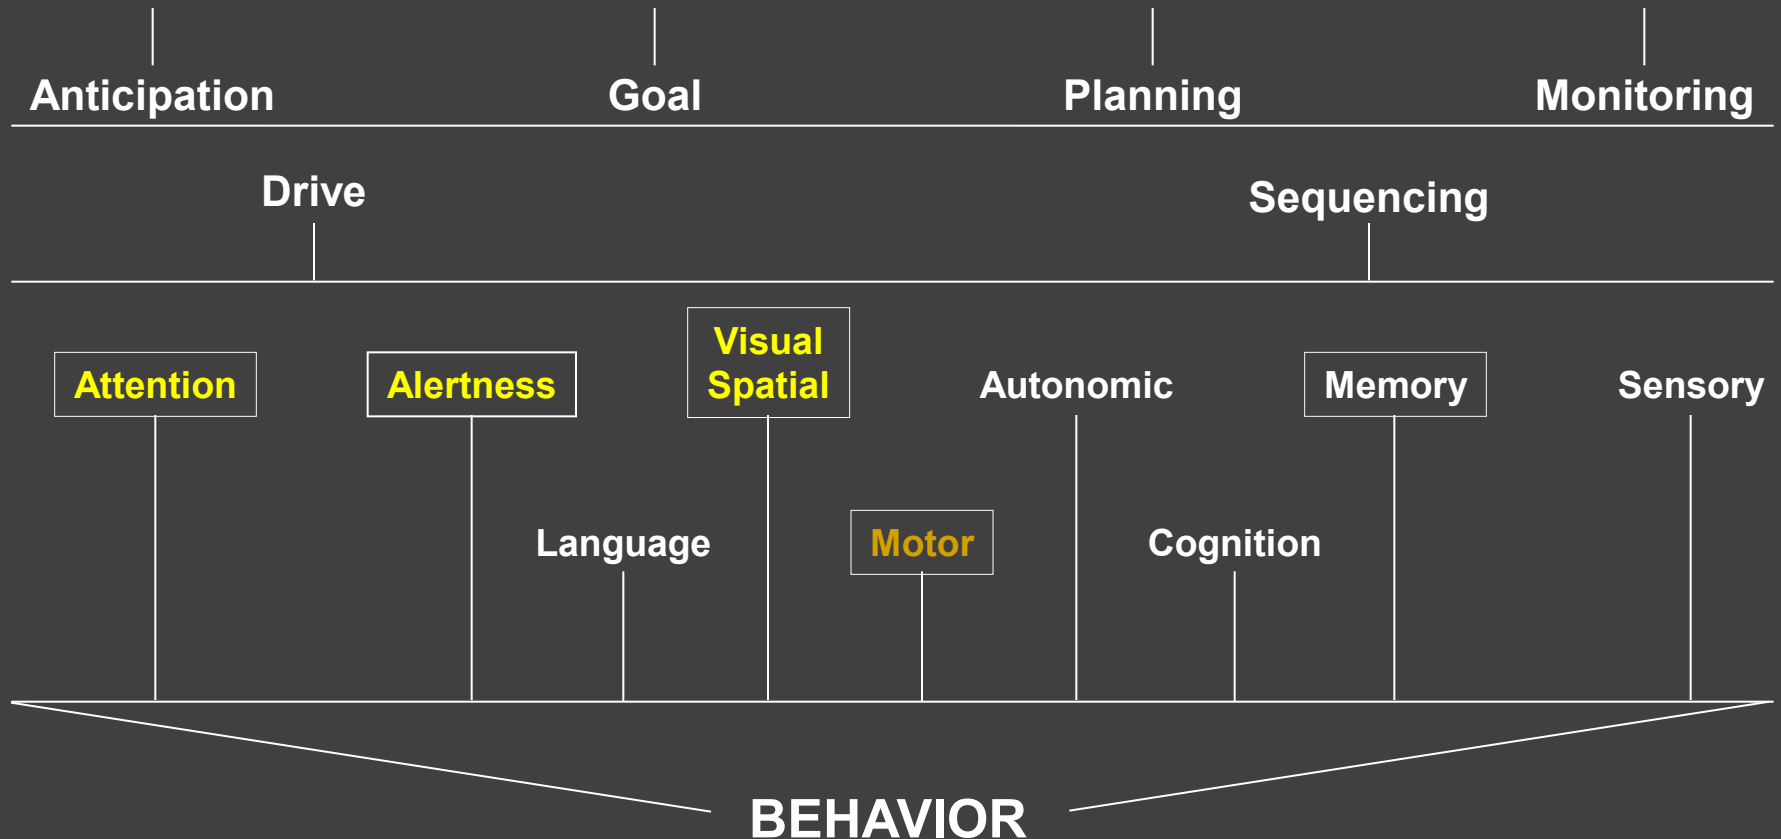 Anticipation Goal Planning Monitoring
Drive Sequencing
Attention Alertness Visual
Spatial Autonomic Memory Sensory
Language Motor Cognition
BEHAVIOR